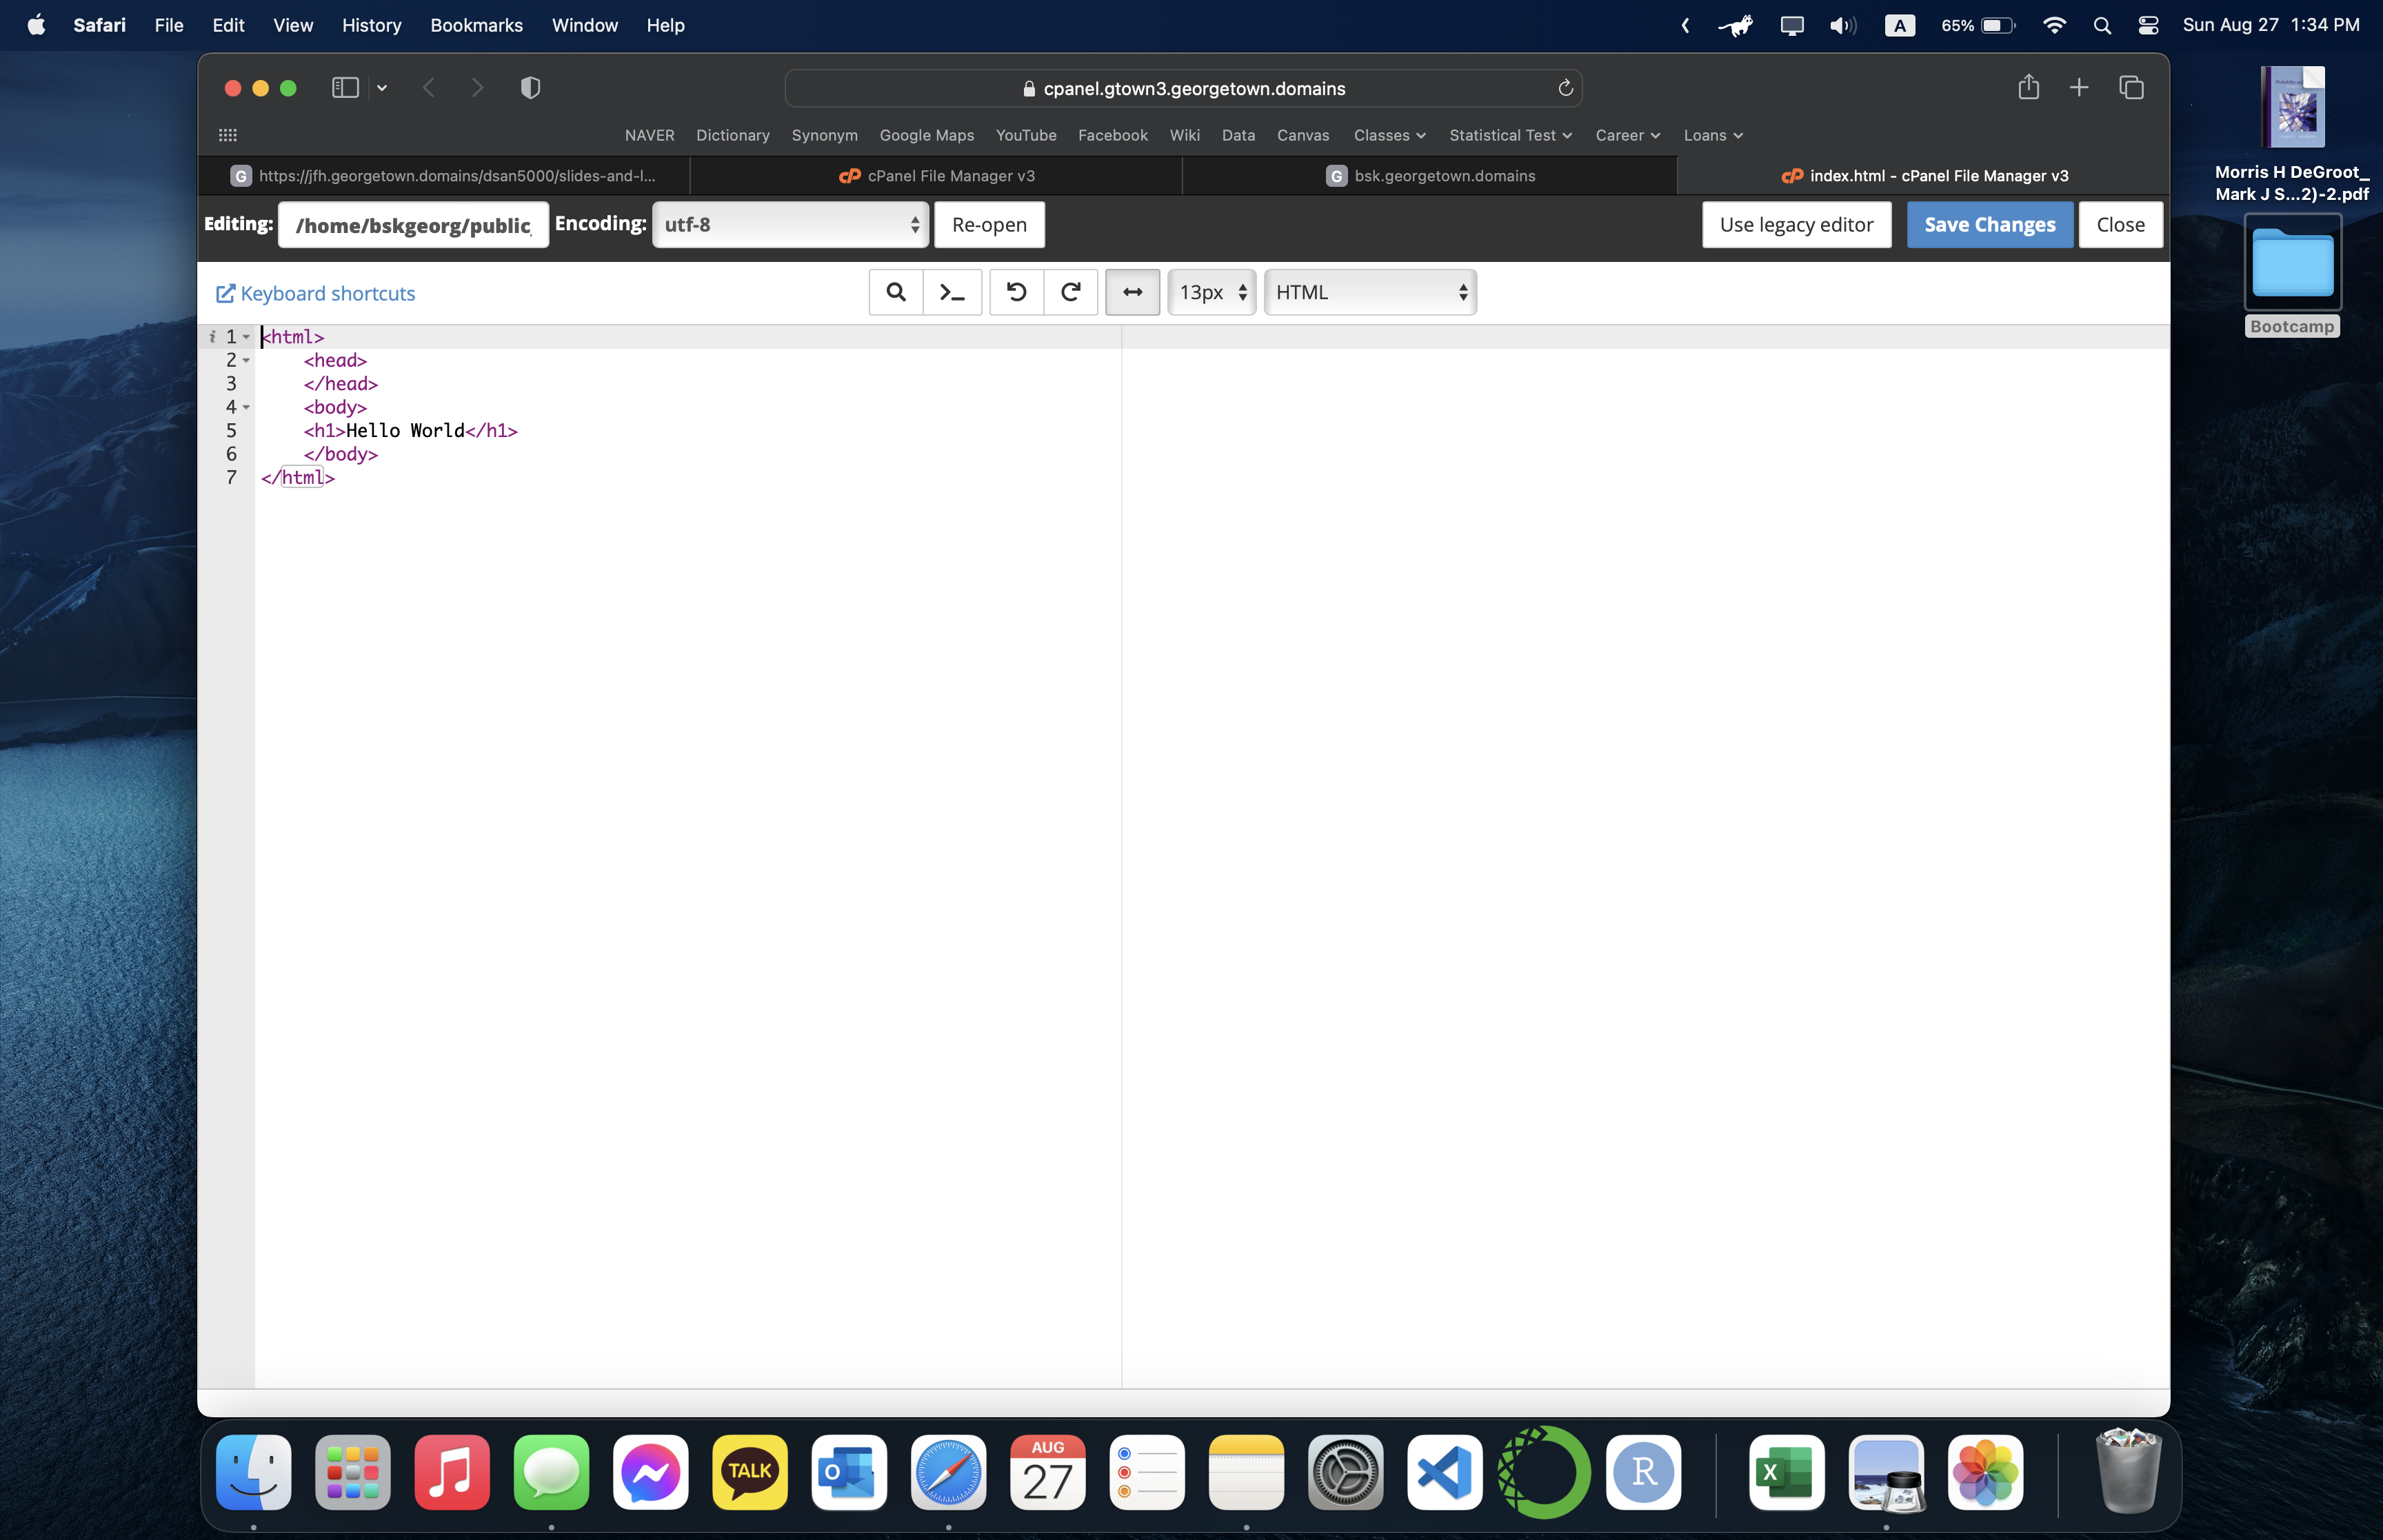 Safari File Edit View History Bookmarks Window Help A 65% Sun Aug 27 1:34 PM
cpanel.gtown3.georgetown.domains
NAVER Dictionary Synonym Google Maps YouTube Facebook Wiki Data Canvas Classes Statistical Test Career Loans
G https://jfh.georgetown.domains/dsan5000/slides-and-l... cP cPanel File Manager v3 G bsk.georgetown.domains cP index.html - cPanel File Manager v3
Editing: /home/bskgeorg/public Encoding: utf-8 Re-open Use legacy editor Save Changes Close
Keyboard shortcuts >_ 13px HTML
i 1 <html>
2 <head>
3 </head>
4 <body>
5 <h1>Hello World</h1>
6 </body>
7 </html>
Morris H DeGroot_
Mark J S...2)-2.pdf
Bootcamp
TALK O AUG 27 R X